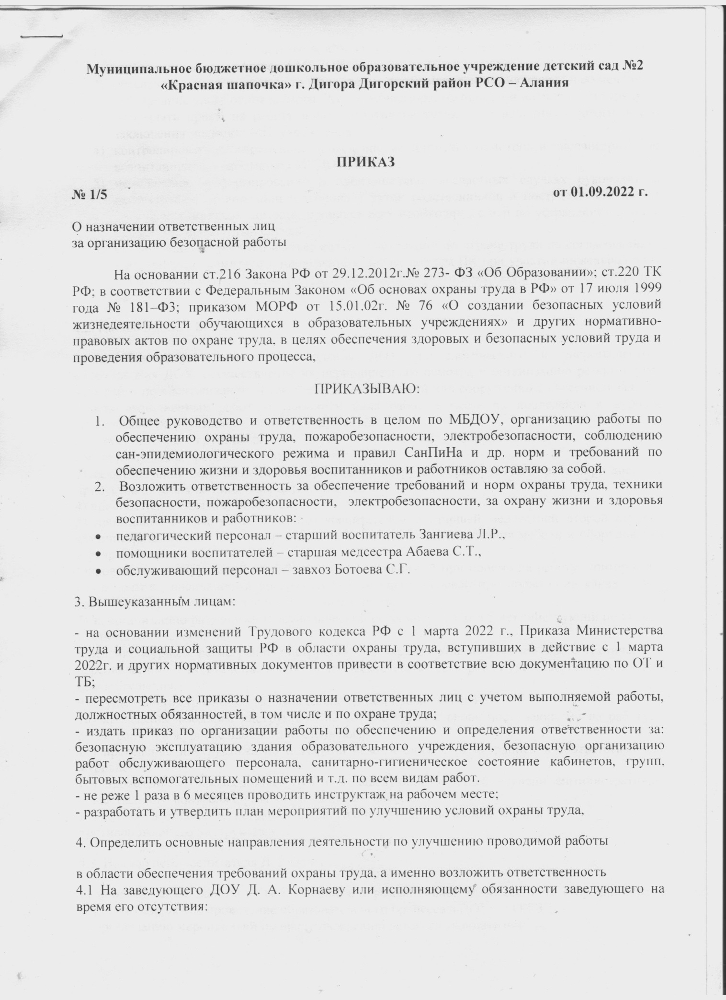 Муниципальное бюджетное дошкольное образовательное учреждение детский сад №2
«Красная шапочка» г. Дигора Дигорский район РСО – Алания
ПРИКАЗ
№ 1/5 от 01.09.2022 г.
О назначении ответственных лиц
за организацию безопасной работы
На основании ст.216 Закона РФ от 29.12.2012г.№ 273- ФЗ «Об Образовании»; ст.220 ТК
РФ; в соответствии с Федеральным Законом «Об основах охраны труда в РФ» от 17 июля 1999
года № 181–ФЗ; приказом МОРФ от 15.01.02г. № 76 «О создании безопасных условий
жизнедеятельности обучающихся в образовательных учреждениях» и других нормативно-
правовых актов по охране труда, в целях обеспечения здоровых и безопасных условий труда и
проведения образовательного процесса,
ПРИКАЗЫВАЮ:
1. Общее руководство и ответственность в целом по МБДОУ, организацию работы по
обеспечению охраны труда, пожаробезопасности, электробезопасности, соблюдению
сан-эпидемиологического режима и правил СанПиНа и др. норм и требований по
обеспечению жизни и здоровья воспитанников и работников оставляю за собой.
2. Возложить ответственность за обеспечение требований и норм охраны труда, техники
безопасности, пожаробезопасности, электробезопасности, за охрану жизни и здоровья
воспитанников и работников:
• педагогический персонал – старший воспитатель Зангиева Л.Р.,
• помощники воспитателей – старшая медсестра Абаева С.Т.,
• обслуживающий персонал – завхоз Ботоева С.Г.
3. Вышеуказанным лицам:
- на основании изменений Трудового кодекса РФ с 1 марта 2022 г., Приказа Министерства
труда и социальной защиты РФ в области охраны труда, вступивших в действие с 1 марта
2022г. и других нормативных документов привести в соответствие всю документацию по ОТ и
ТБ;
- пересмотреть все приказы о назначении ответственных лиц с учетом выполняемой работы,
должностных обязанностей, в том числе и по охране труда;
- издать приказ по организации работы по обеспечению и определения ответственности за:
безопасную эксплуатацию здания образовательного учреждения, безопасную организацию
работ обслуживающего персонала, санитарно-гигиеническое состояние кабинетов, групп,
бытовых вспомогательных помещений и т.д. по всем видам работ.
- не реже 1 раза в 6 месяцев проводить инструктаж на рабочем месте;
- разработать и утвердить план мероприятий по улучшению условий охраны труда,
4. Определить основные направления деятельности по улучшению проводимой работы
в области обеспечения требований охраны труда, а именно возложить ответственность
4.1 На заведующего ДОУ Д. А. Корнаеву или исполняющему обязанности заведующего на
время его отсутствия: